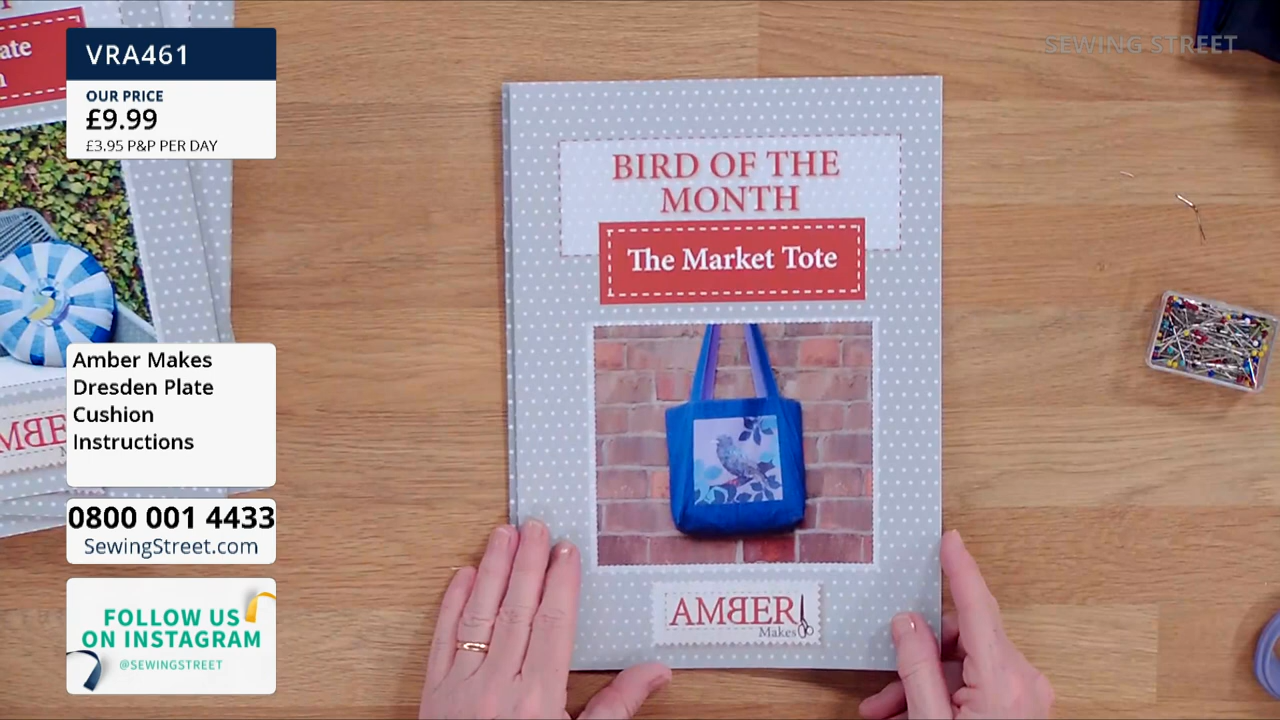 ate
VRA461
OUR PRICE
£9.99
£3.95 P&P PER DAY
SEWING STREET
BIRD OF THE
MONTH
The Market Tote
Amber Makes
Dresden Plate
Cushion
Instructions
0800 001 4433
SewingStreet.com
FOLLOW US
ON INSTAGRAM
@SEWINGSTREET
AMBER
Makes